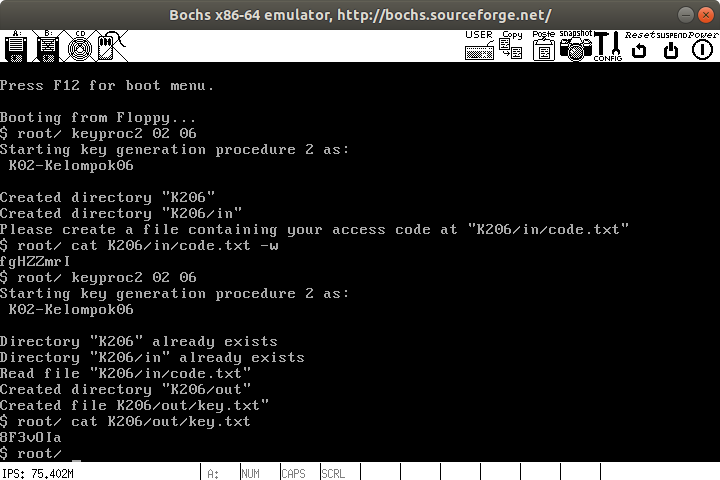 Bochs x86-64 emulator, http://bochs.sourceforge.net/
A: B: CD USER Copy Paste Snapshot CONFIG Reset SUSPEND Power
Press F12 for boot menu.
Booting from Floppy...
$ root/ keyproc2 02 06
Starting key generation procedure 2 as:
K02-Kelompok06
Created directory "K206"
Created directory "K206/in"
Please create a file containing your access code at "K206/in/code.txt"
$ root/ cat K206/in/code.txt -w
fgHZZmrI
$ root/ keyproc2 02 06
Starting key generation procedure 2 as:
K02-Kelompok06
Directory "K206" already exists
Directory "K206/in" already exists
Read file "K206/in/code.txt"
Created directory "K206/out"
Created file K206/out/key.txt"
$ root/ cat K206/out/key.txt
8F3vOIa
$ root/ _
IPS: 75.402M A: NUM CAPS SCRL